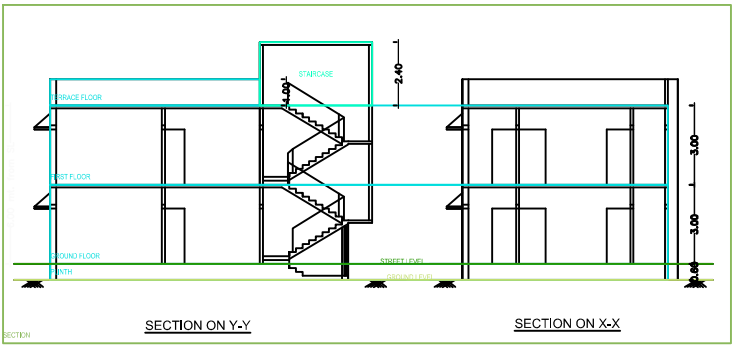 STAIRCASE
2.40
1.00
TERRACE FLOOR
3.00
FIRST FLOOR
3.00
GROUND FLOOR
STREET LEVEL
PLINTH
GROUND LEVEL
0.60
SECTION ON Y-Y
SECTION ON X-X
SECTION